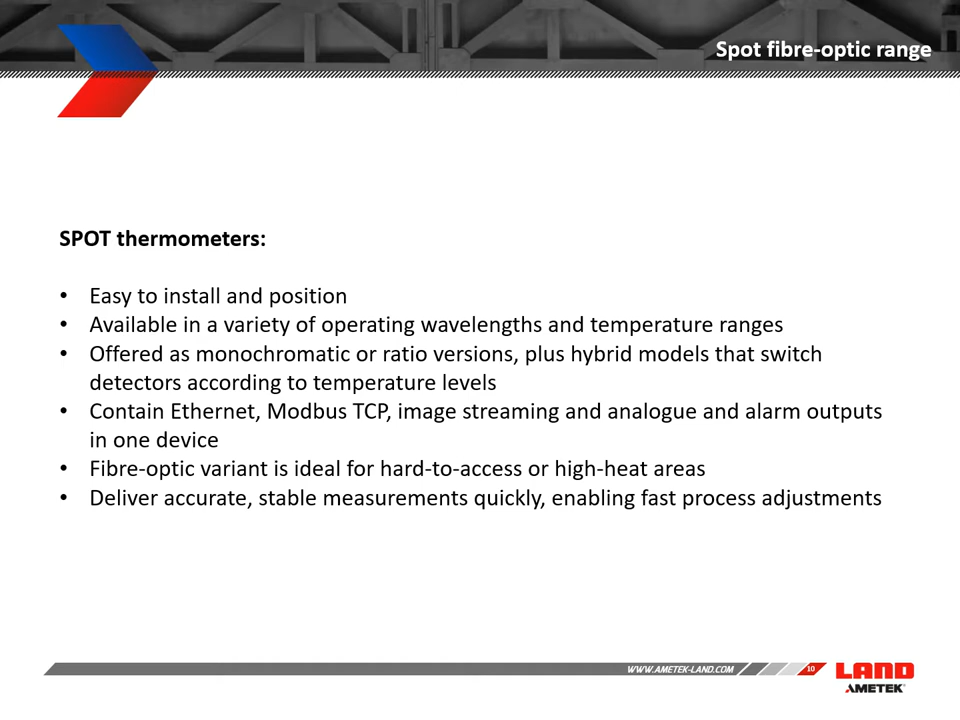 Spot fibre-optic range
SPOT thermometers:
• Easy to install and position
• Available in a variety of operating wavelengths and temperature ranges
• Offered as monochromatic or ratio versions, plus hybrid models that switch
detectors according to temperature levels
• Contain Ethernet, Modbus TCP, image streaming and analogue and alarm outputs
in one device
• Fibre-optic variant is ideal for hard-to-access or high-heat areas
• Deliver accurate, stable measurements quickly, enabling fast process adjustments
WWW.AMETEK-LAND.COM
10
LAND
AMETEK®